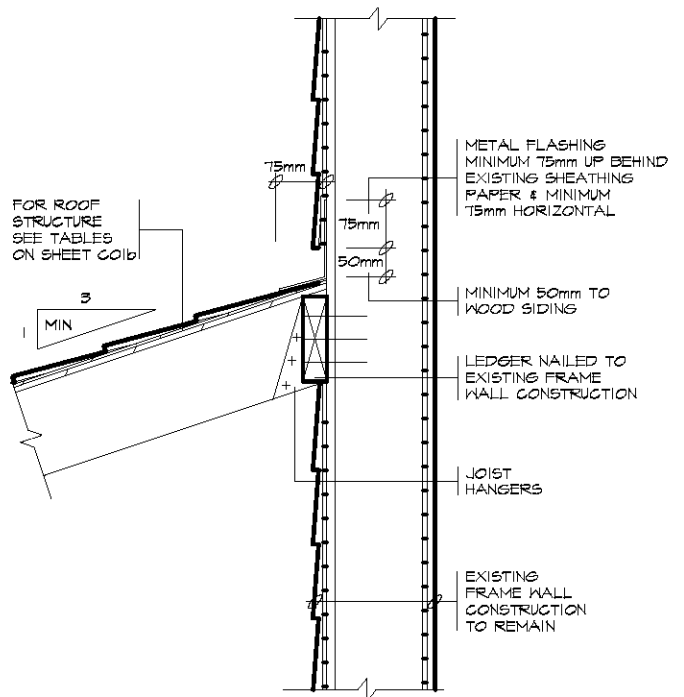 75mm
METAL FLASHING
MINIMUM 75mm UP BEHIND
EXISTING SHEATHING
PAPER & MINIMUM
75mm HORIZONTAL
FOR ROOF
STRUCTURE
SEE TABLES
ON SHEET C01b
75mm
50mm
3
1
MIN
MINIMUM 50mm TO
WOOD SIDING
LEDGER NAILED TO
EXISTING FRAME
WALL CONSTRUCTION
JOIST
HANGERS
EXISTING
FRAME WALL
CONSTRUCTION
TO REMAIN